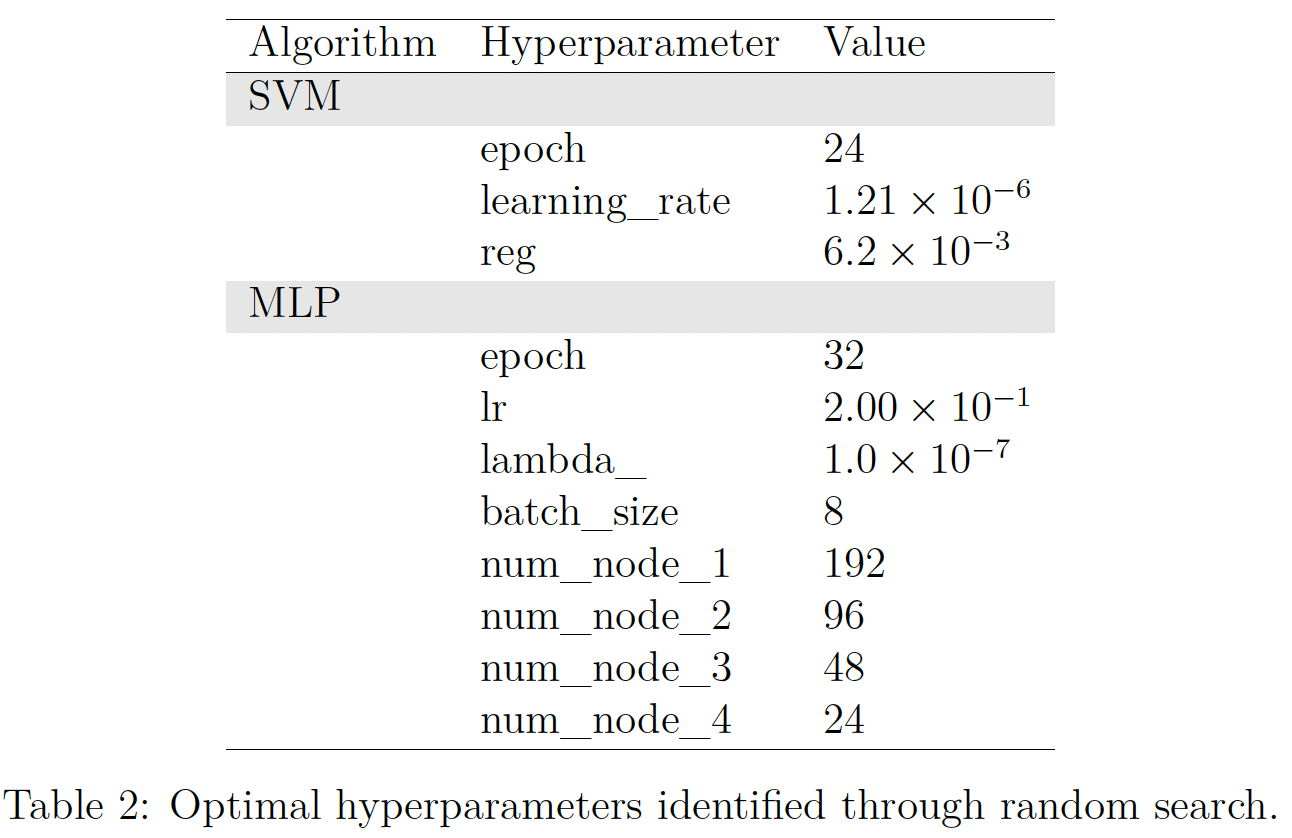 Algorithm Hyperparameter Value
SVM
epoch 24
learning_rate 1.21 × 10⁻⁶
reg 6.2 × 10⁻³
MLP
epoch 32
lr 2.00 × 10⁻¹
lambda_ 1.0 × 10⁻⁷
batch_size 8
num_node_1 192
num_node_2 96
num_node_3 48
num_node_4 24
Table 2: Optimal hyperparameters identified through random search.